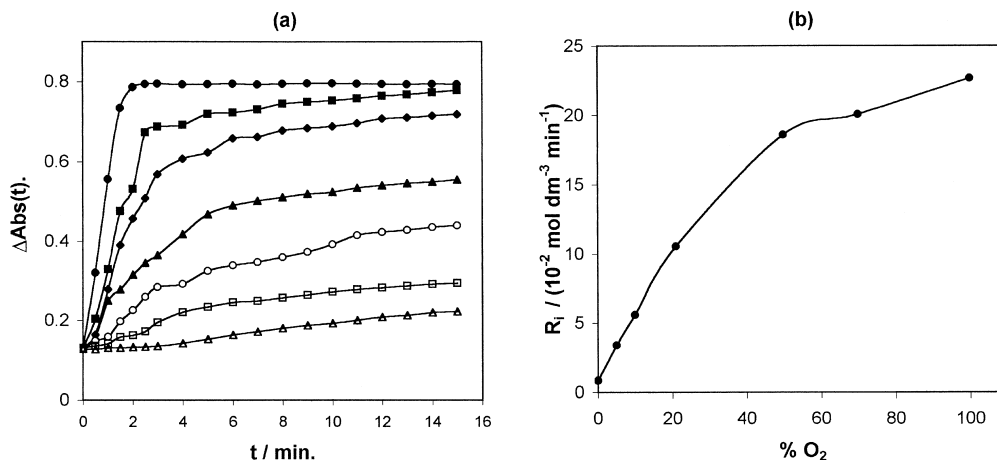 (a)
ΔAbs(t).
0.8
0.6
0.4
0.2
0
0 2 4 6 8 10 12 14 16
t / min.
(b)
R_i / (10^-2 mol dm^-3 min^-1)
25
20
15
10
5
0
0 20 40 60 80 100
% O₂